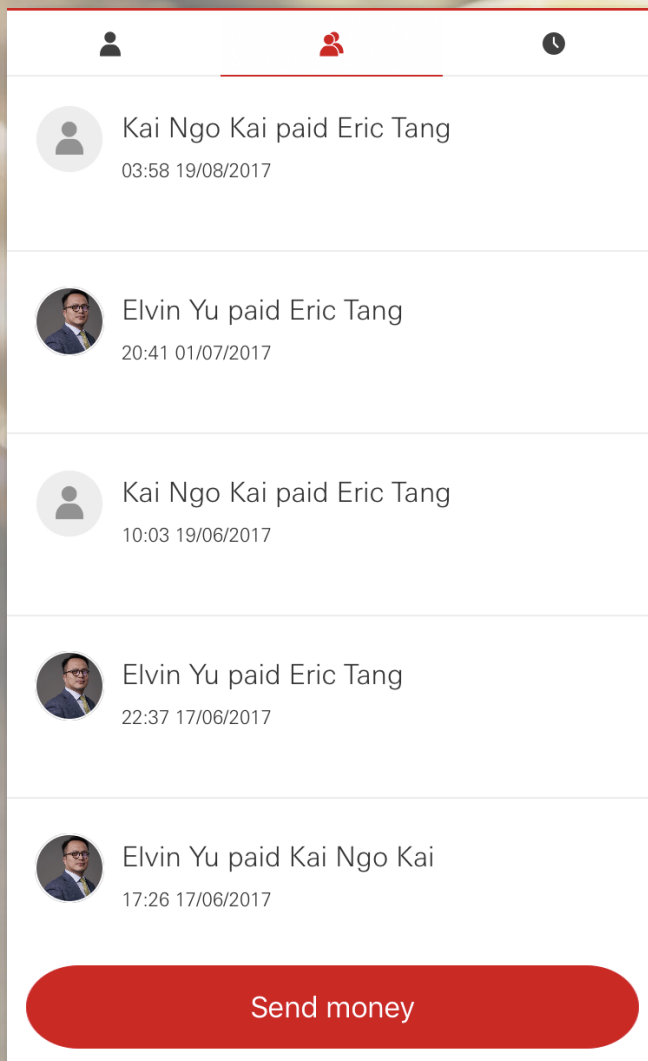 Kai Ngo Kai paid Eric Tang
03:58 19/08/2017
Elvin Yu paid Eric Tang
20:41 01/07/2017
Kai Ngo Kai paid Eric Tang
10:03 19/06/2017
Elvin Yu paid Eric Tang
22:37 17/06/2017
Elvin Yu paid Kai Ngo Kai
17:26 17/06/2017
Send money